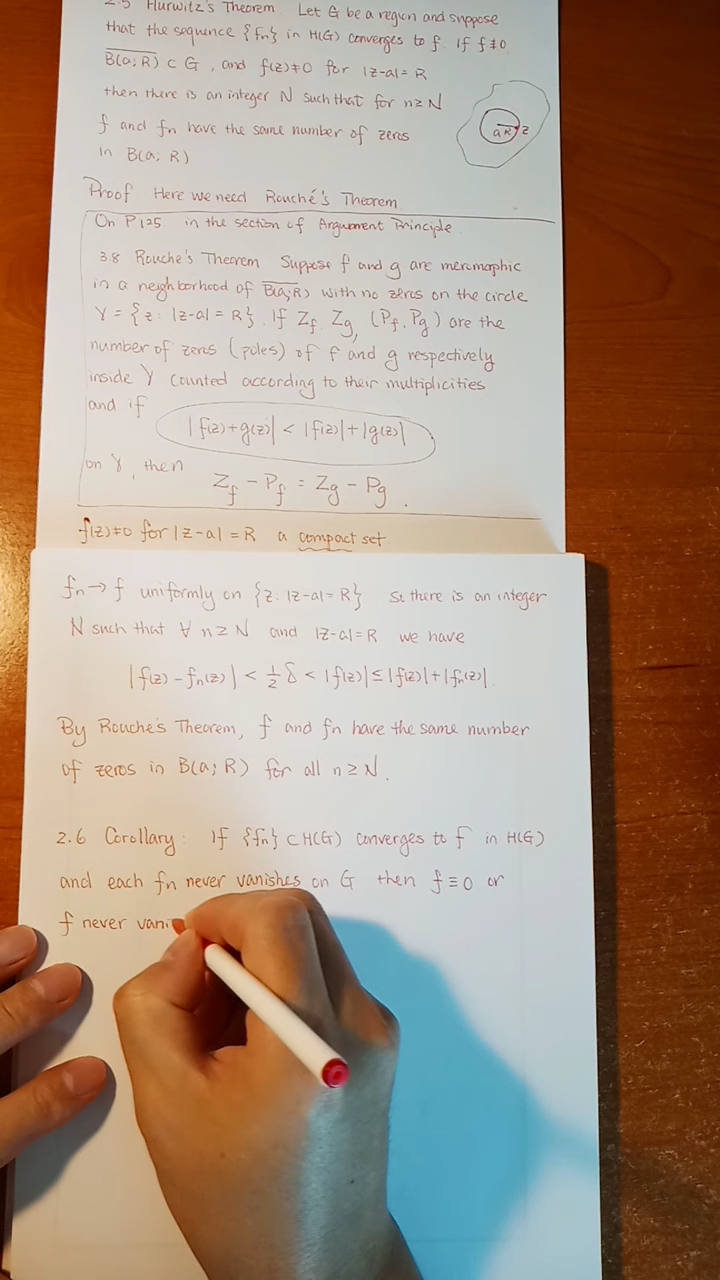 2.5 Hurwitz's Theorem. Let G be a region and suppose
that the sequence {fn} in H(G) converges to f. If f≢0
B(a;R) ⊂ G, and f(z)≠0 for |z-a|=R
then there is an integer N such that for n≥N
f and fn have the same number of zeros
in B(a; R)
a R z
Proof Here we need Rouché's Theorem
On P125 in the section of Arguement Principle
3.8 Rouche's Theorem Suppose f and g are meromophic
in a neighborhood of B(a;R) with no zeros on the circle
γ = {z: |z-a|= R}. If Zf, Zg, (Pf, Pg) are the
number of zeros (poles) of f and g respectively
inside γ counted according to their multiplicities
and if
|f(z)+g(z)| < |f(z)|+|g(z)|
on γ, then
Zf - Pf = Zg - Pg.
f(z)≠0 for |z-a|=R a compact set
fn→f uniformly on {z: |z-a|=R} so there is an integer
N such that ∀ n≥N and |z-a|=R we have
|f(z)-fn(z)| < ½δ < |f(z)| ≤ |f(z)|+|fn(z)|
By Rouche's Theorem, f and fn have the same number
of zeros in B(a; R) for all n≥N.
2.6 Corollary: If {fn} ⊂ H(G) converges to f in H(G)
and each fn never vanishes on G then f≡0 or
f never vani